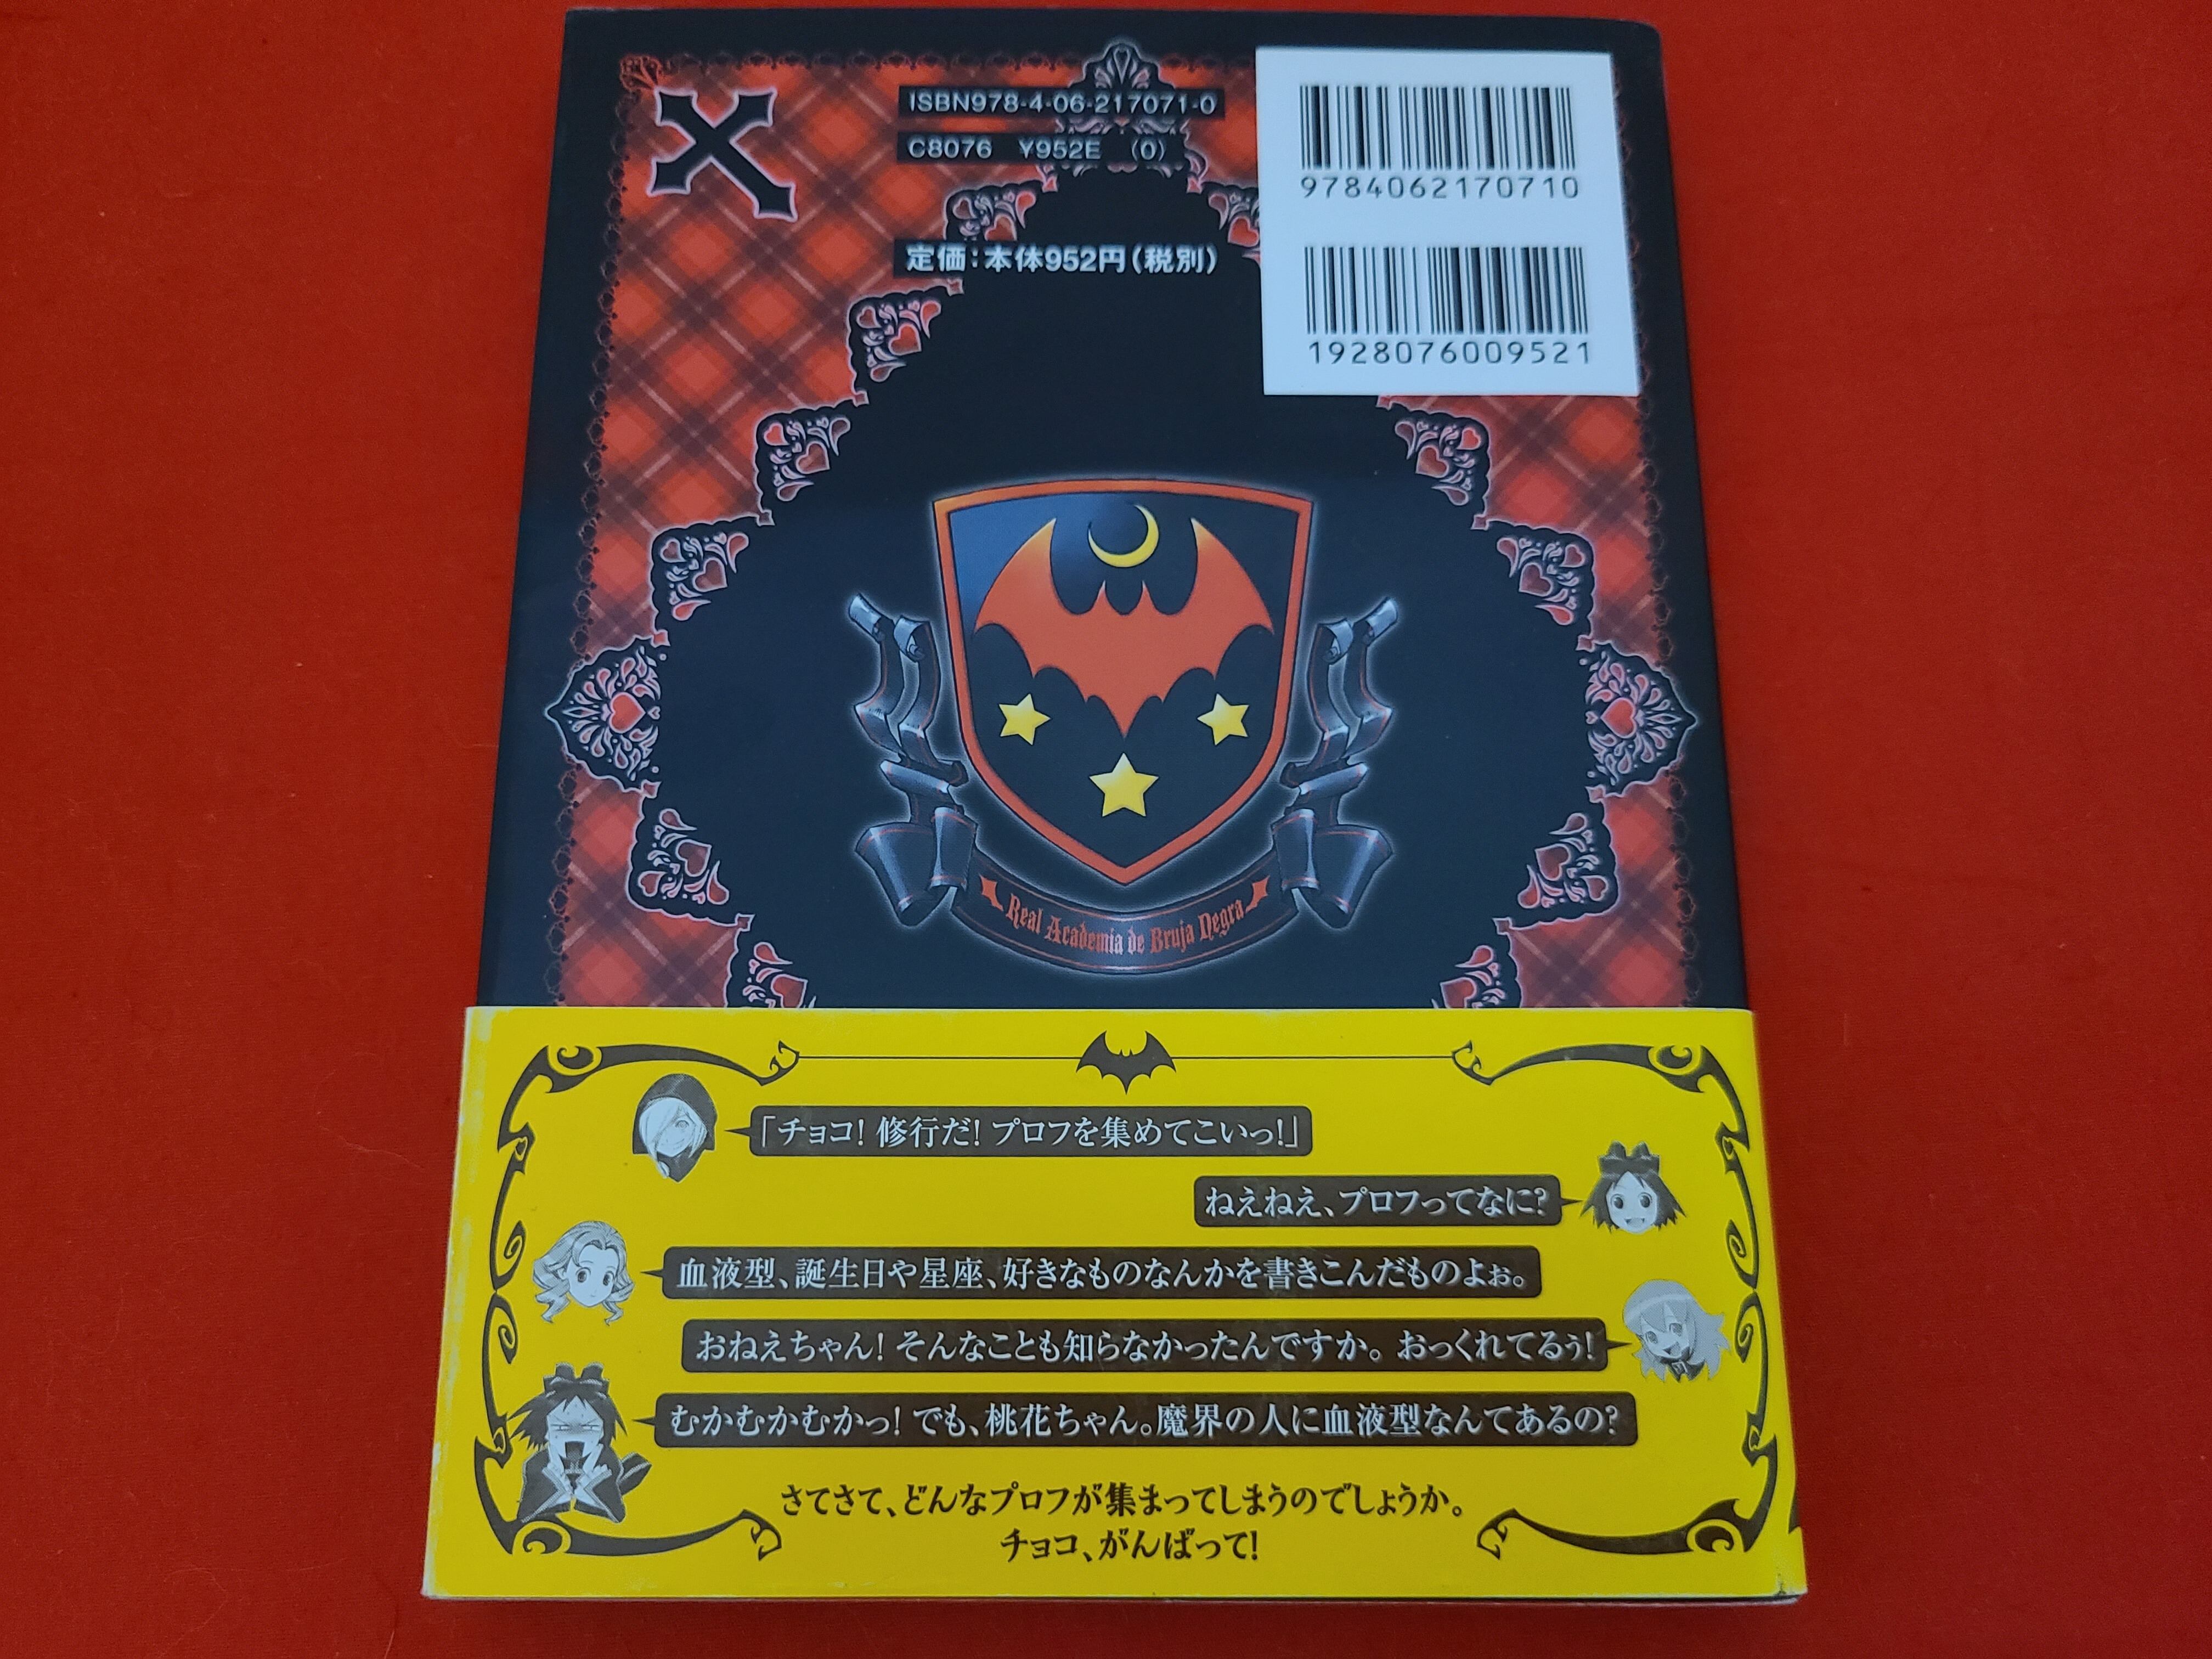 ISBN978-4-06-217071-0
C8076 ¥952E (0)
定価：本体952円（税別）
9784062170710
1928076009521
Real Academia de Bruja Negra
「チョコ！修行だ！プロフを集めてこいっ！」
ねえねえ、プロフってなに？
血液型、誕生日や星座、好きなものなんかを書きこんだものよぉ。
おねえちゃん！そんなことも知らなかったんですか。おっくれてるぅ！
むかむかむかっ！でも、桃花ちゃん。魔界の人に血液型なんてあるの？
さてさて、どんなプロフが集まってしまうのでしょうか。
チョコ、がんばって！